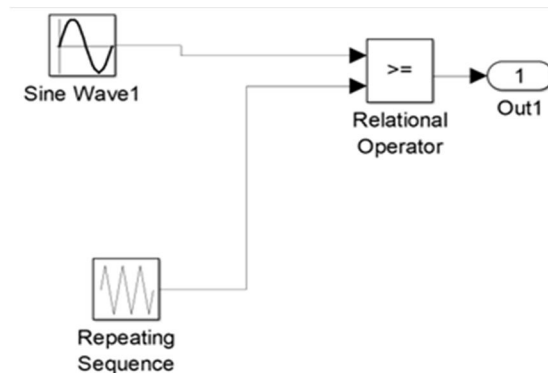 Sine Wave1
>=
Relational
Operator
1
Out1
Repeating
Sequence